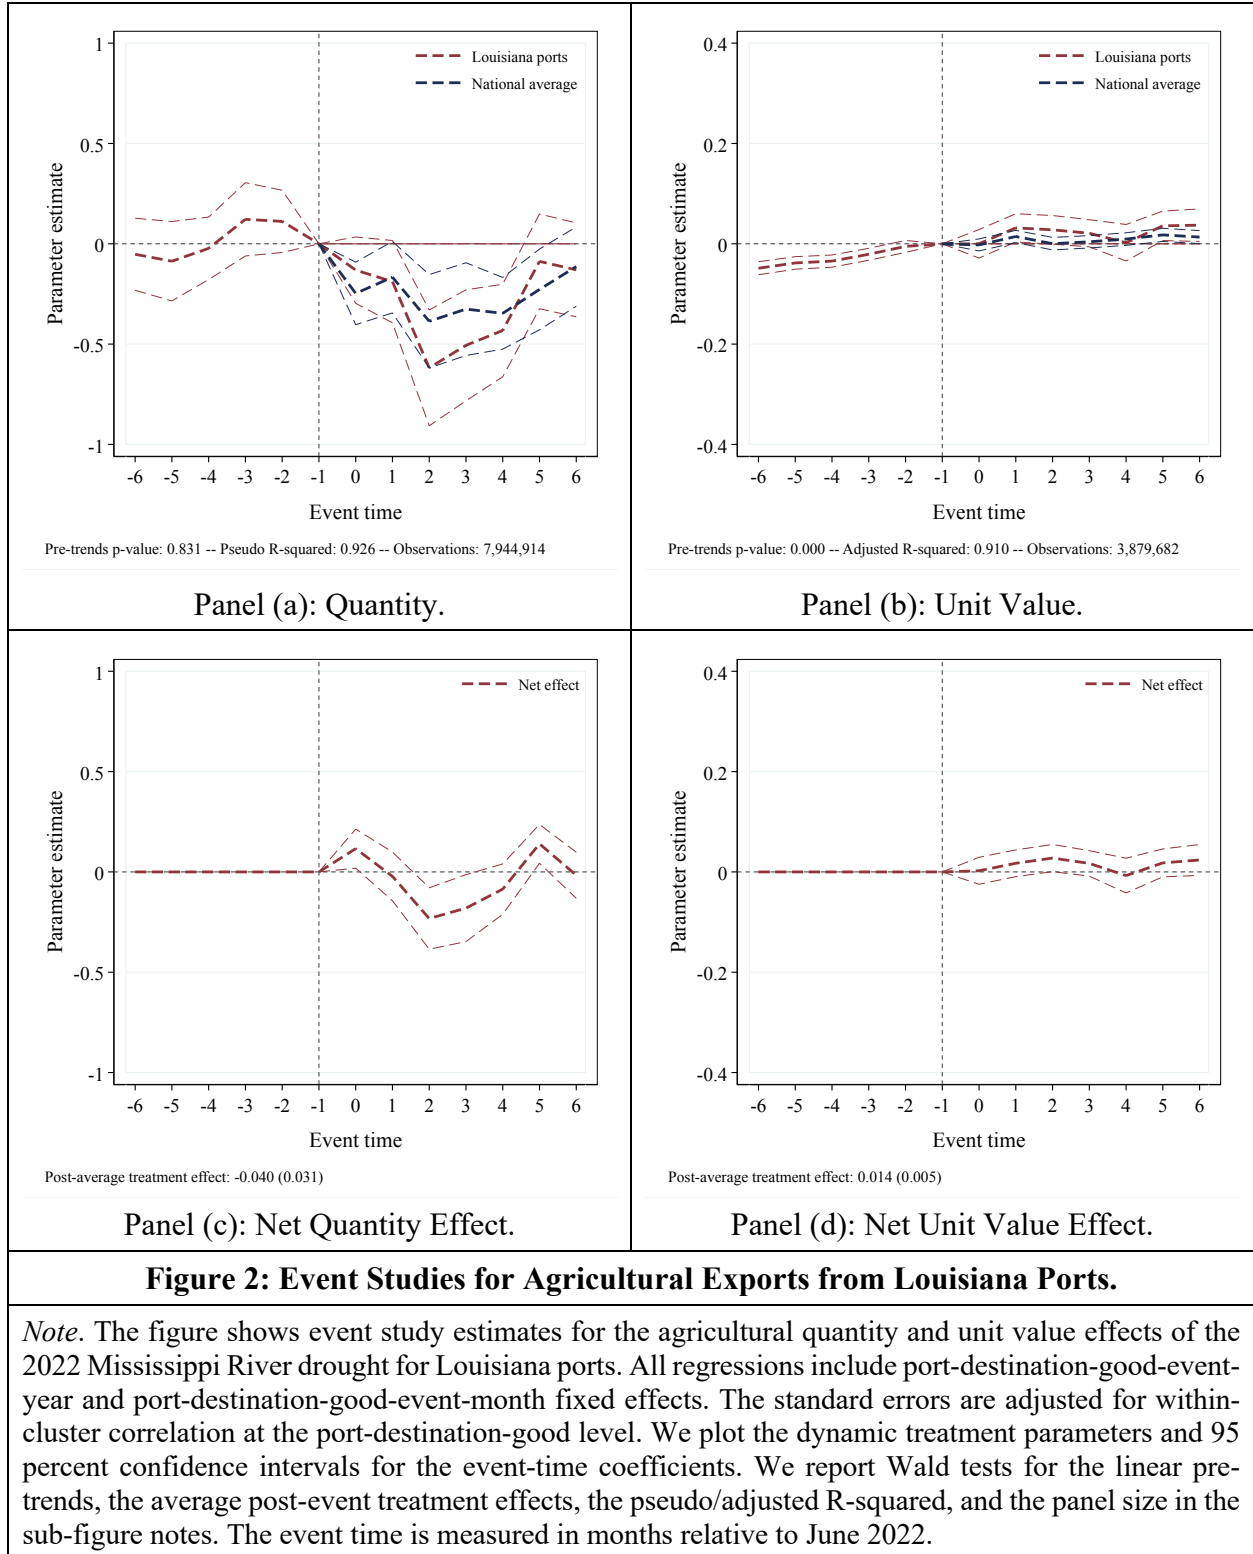 1
0.5
0
-0.5
-1
Parameter estimate
Louisiana ports
National average
-6 -5 -4 -3 -2 -1 0 1 2 3 4 5 6
Event time
Pre-trends p-value: 0.831 -- Pseudo R-squared: 0.926 -- Observations: 7,944,914
Panel (a): Quantity.
0.4
0.2
0
-0.2
-0.4
Parameter estimate
Louisiana ports
National average
-6 -5 -4 -3 -2 -1 0 1 2 3 4 5 6
Event time
Pre-trends p-value: 0.000 -- Adjusted R-squared: 0.910 -- Observations: 3,879,682
Panel (b): Unit Value.
1
0.5
0
-0.5
-1
Parameter estimate
Net effect
-6 -5 -4 -3 -2 -1 0 1 2 3 4 5 6
Event time
Post-average treatment effect: -0.040 (0.031)
Panel (c): Net Quantity Effect.
0.4
0.2
0
-0.2
-0.4
Parameter estimate
Net effect
-6 -5 -4 -3 -2 -1 0 1 2 3 4 5 6
Event time
Post-average treatment effect: 0.014 (0.005)
Panel (d): Net Unit Value Effect.
Figure 2: Event Studies for Agricultural Exports from Louisiana Ports.
Note. The figure shows event study estimates for the agricultural quantity and unit value effects of the
2022 Mississippi River drought for Louisiana ports. All regressions include port-destination-good-event-
year and port-destination-good-event-month fixed effects. The standard errors are adjusted for within-
cluster correlation at the port-destination-good level. We plot the dynamic treatment parameters and 95
percent confidence intervals for the event-time coefficients. We report Wald tests for the linear pre-
trends, the average post-event treatment effects, the pseudo/adjusted R-squared, and the panel size in the
sub-figure notes. The event time is measured in months relative to June 2022.